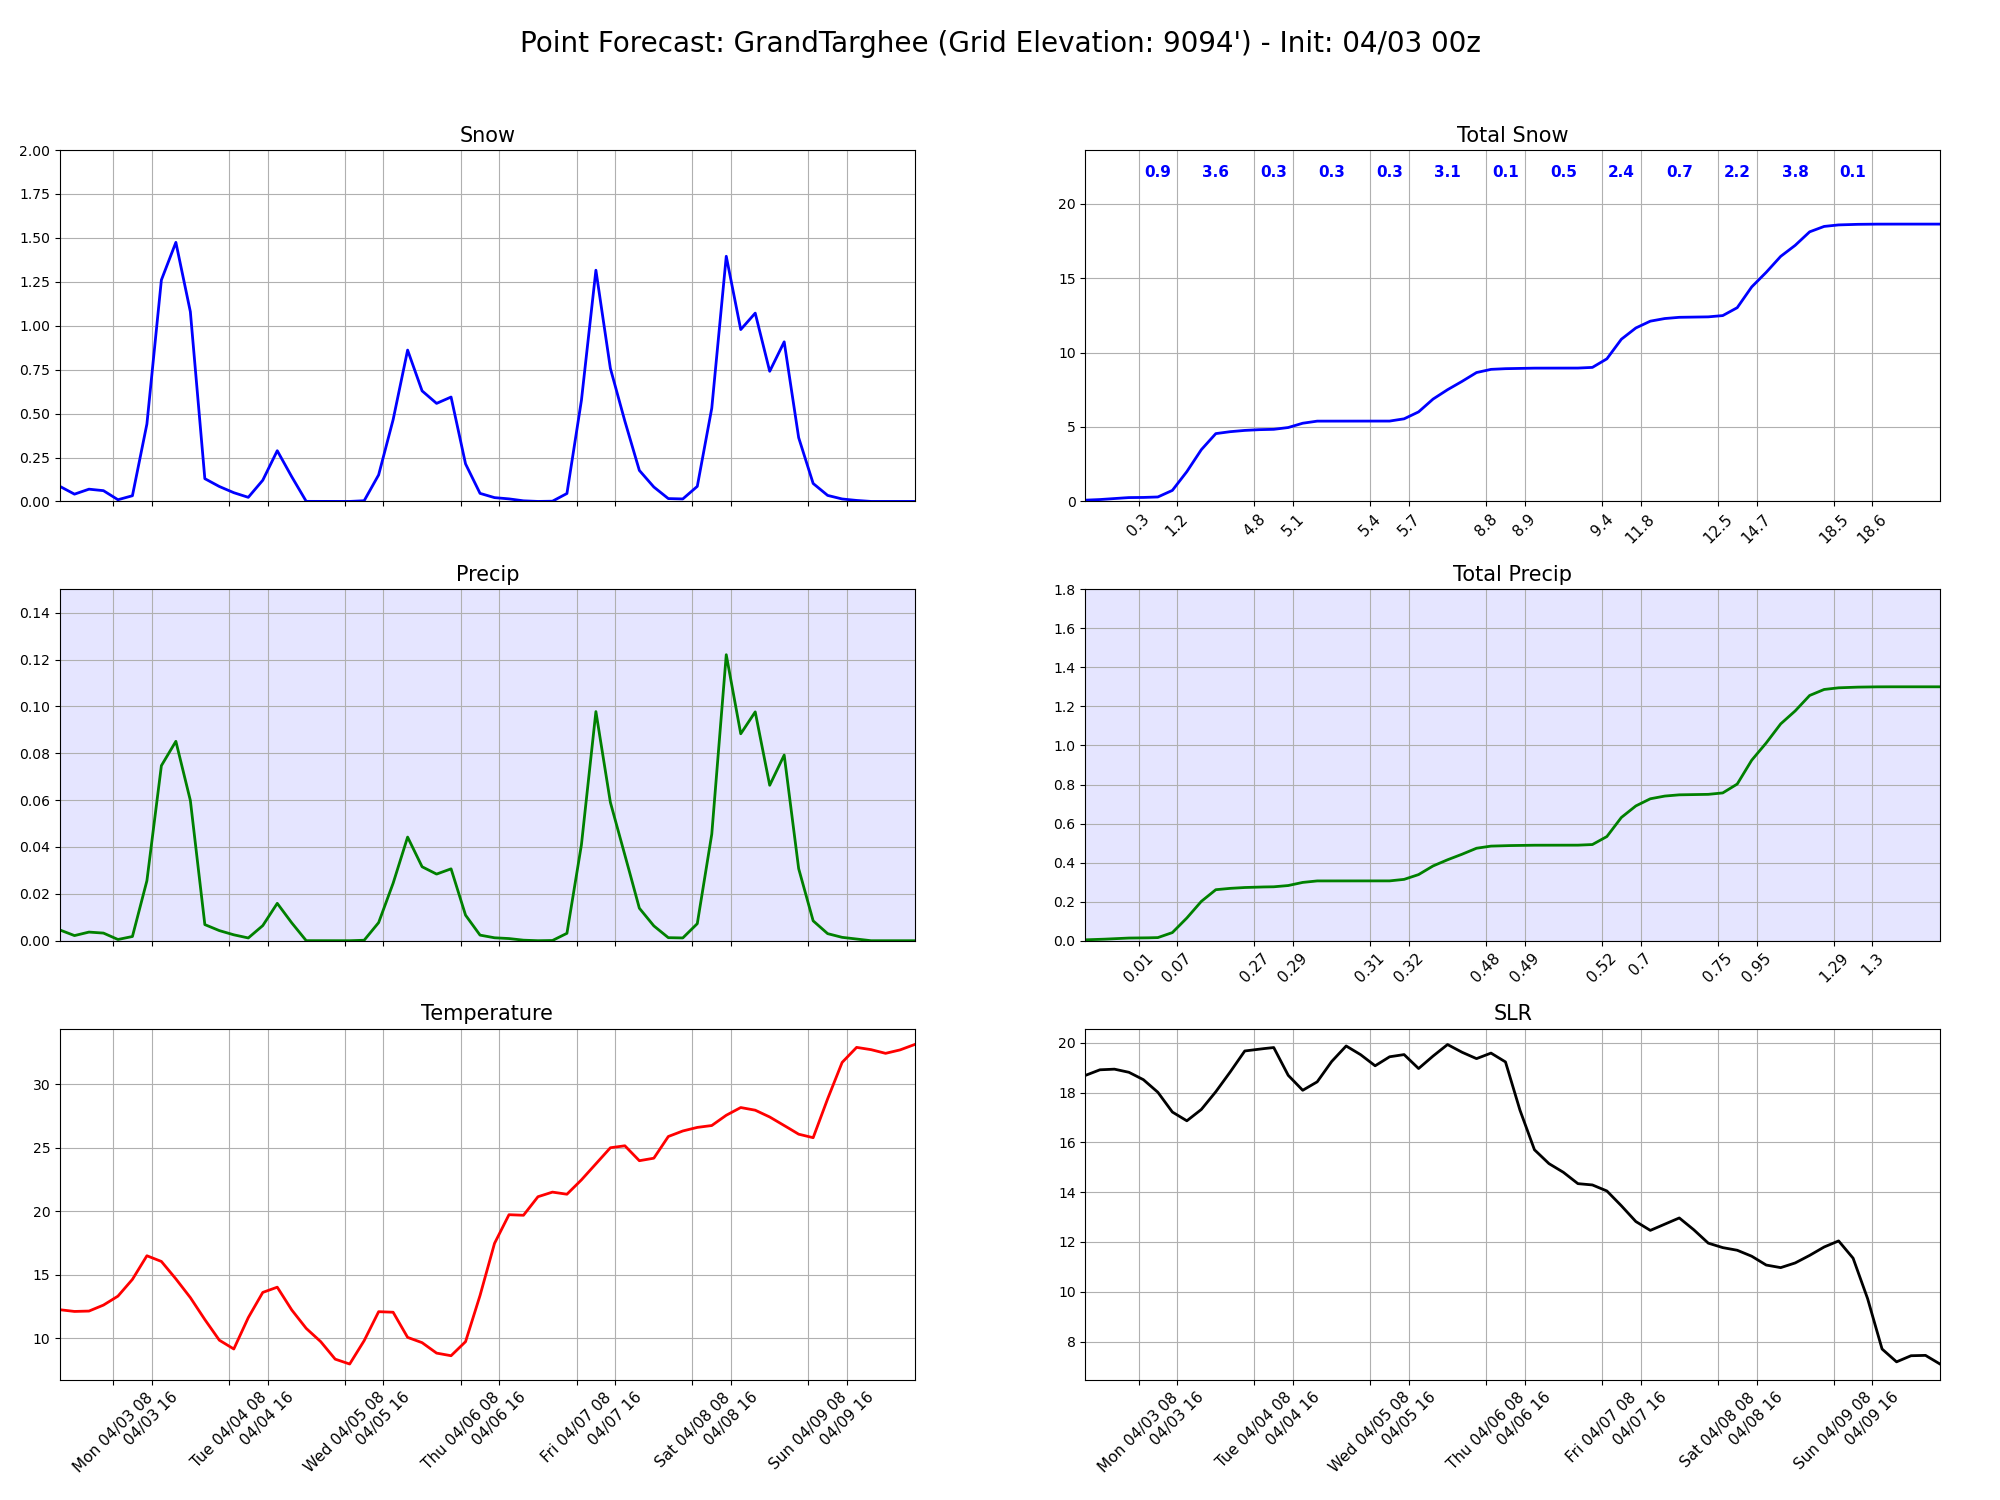 Point Forecast: GrandTarghee (Grid Elevation: 9094') - Init: 04/03 00z
Snow
2.00
1.75
1.50
1.25
1.00
0.75
0.50
0.25
0.00
Total Snow
0.9 3.6 0.3 0.3 0.3 3.1 0.1 0.5 2.4 0.7 2.2 3.8 0.1
20
15
10
5
0
0.3 1.2 4.8 5.1 5.4 5.7 8.8 8.9 9.4 11.8 12.5 14.7 18.5 18.6
Precip
0.14
0.12
0.10
0.08
0.06
0.04
0.02
0.00
Total Precip
1.8
1.6
1.4
1.2
1.0
0.8
0.6
0.4
0.2
0.0
0.01 0.07 0.27 0.29 0.31 0.32 0.48 0.49 0.52 0.7 0.75 0.95 1.29 1.3
Temperature
30
25
20
15
10
Mon 04/03 08
04/03 16
Tue 04/04 08
04/04 16
Wed 04/05 08
04/05 16
Thu 04/06 08
04/06 16
Fri 04/07 08
04/07 16
Sat 04/08 08
04/08 16
Sun 04/09 08
04/09 16
SLR
20
18
16
14
12
10
8
Mon 04/03 08
04/03 16
Tue 04/04 08
04/04 16
Wed 04/05 08
04/05 16
Thu 04/06 08
04/06 16
Fri 04/07 08
04/07 16
Sat 04/08 08
04/08 16
Sun 04/09 08
04/09 16